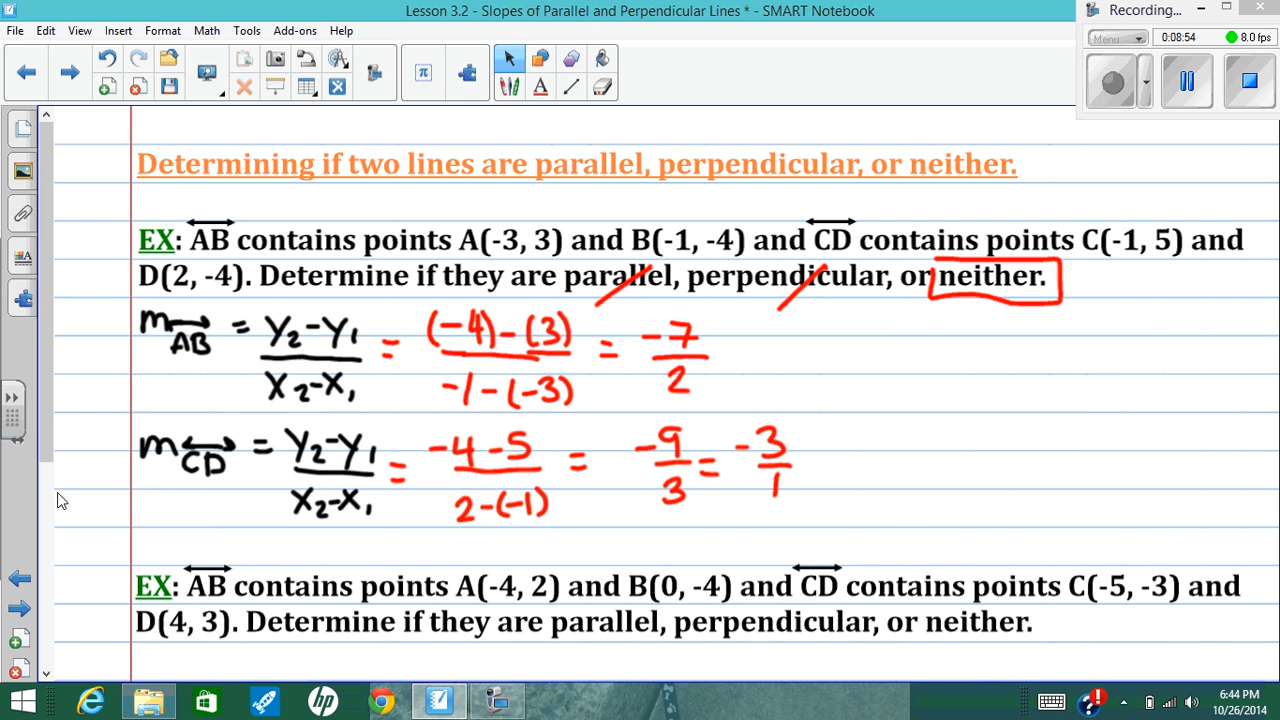 Lesson 3.2 - Slopes of Parallel and Perpendicular Lines * - SMART Notebook
Recording...
File Edit View Insert Format Math Tools Add-ons Help
Menu 0:08:54 8.0 fps
Determining if two lines are parallel, perpendicular, or neither.
EX: AB contains points A(-3, 3) and B(-1, -4) and CD contains points C(-1, 5) and
D(2, -4). Determine if they are parallel, perpendicular, or neither.
m AB = Y2-Y1 / X2-X1 = (-4)-(3) / -1-(-3) = -7 / 2
m CD = Y2-Y1 / X2-X1 = -4-5 / 2-(-1) = -9 / 3 = -3 / 1
EX: AB contains points A(-4, 2) and B(0, -4) and CD contains points C(-5, -3) and
D(4, 3). Determine if they are parallel, perpendicular, or neither.
hp
6:44 PM
10/26/2014